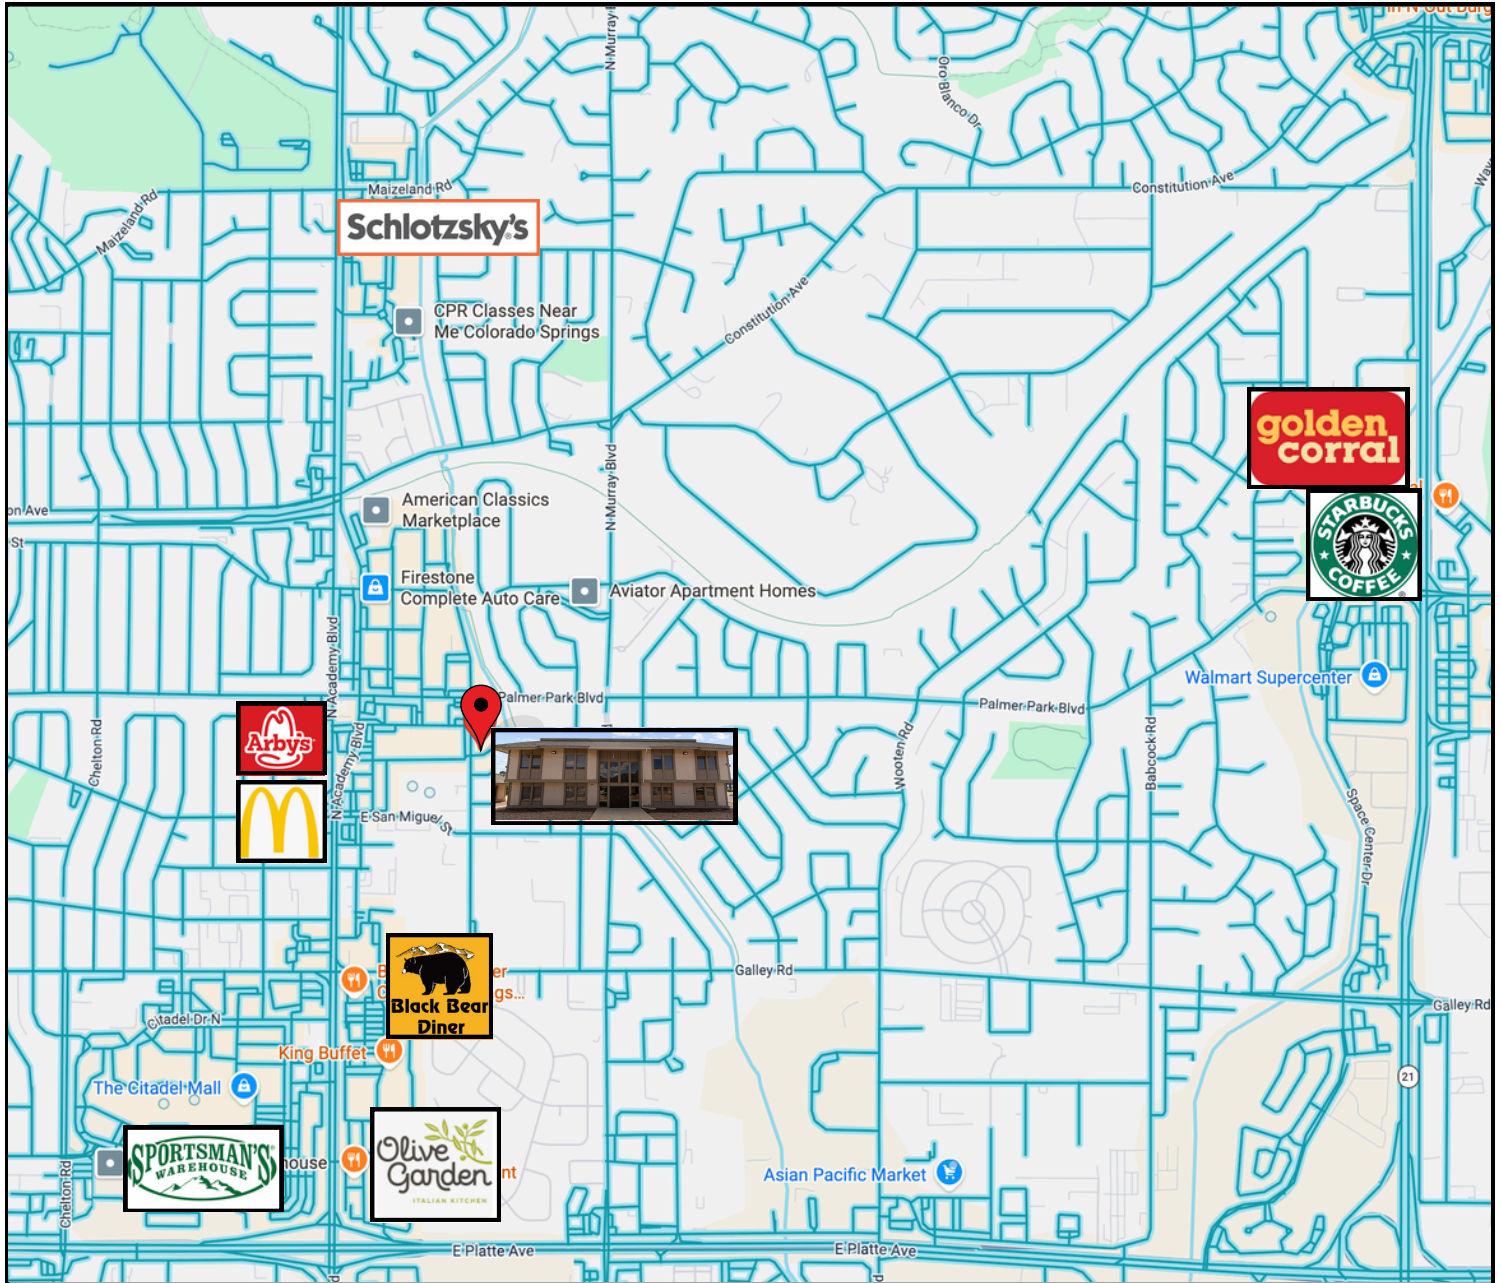 In N Out Burg
N Murray
Oro Blanco Dr
Maizeland Rd
Constitution Ave
Maizeland Rd
Schlotzsky's
CPR Classes Near
Me Colorado Springs
Constitution Ave
golden
corral
N Murray Blvd
American Classics
Marketplace
on Ave
St
STARBUCKS
COFFEE
Firestone
Complete Auto Care
Aviator Apartment Homes
N Academy Blvd
Walmart Supercenter
Palmer Park Blvd
Palmer Park Blvd
Chelton Rd
Arby's
N Academy Blvd
Wooten Rd
Babcock Rd
Space Center Dr
E San Miguel St
Galley Rd
er
gs...
Black Bear
Diner
Galley Rd
Citadel Dr N
King Buffet
The Citadel Mall
21
SPORTSMAN'S
WAREHOUSE
house
Olive
Garden
ITALIAN KITCHEN
nt
Asian Pacific Market
Chelton Rd
E Platte Ave
E Platte Ave